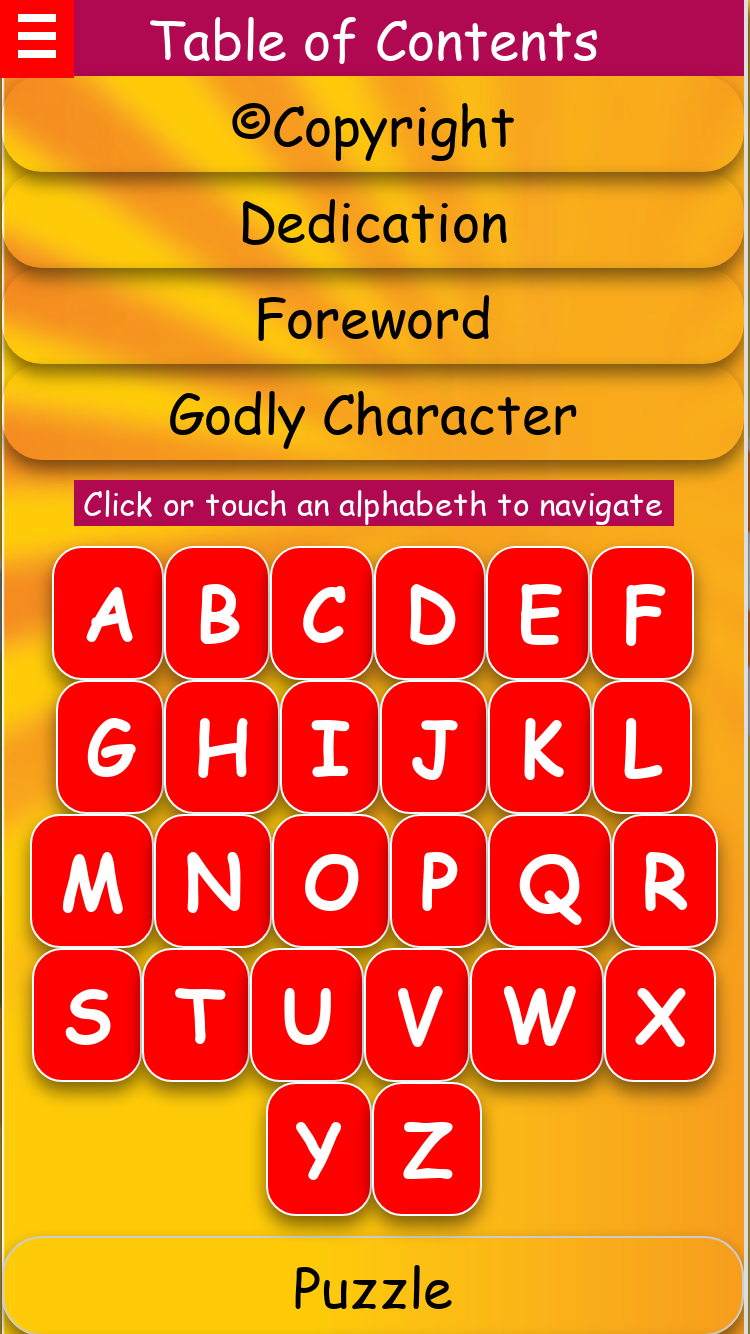 Table of Contents
©Copyright
Dedication
Foreword
Godly Character
Click or touch an alphabeth to navigate
A B C D E F
G H I J K L
M N O P Q R
S T U V W X
Y Z
Puzzle